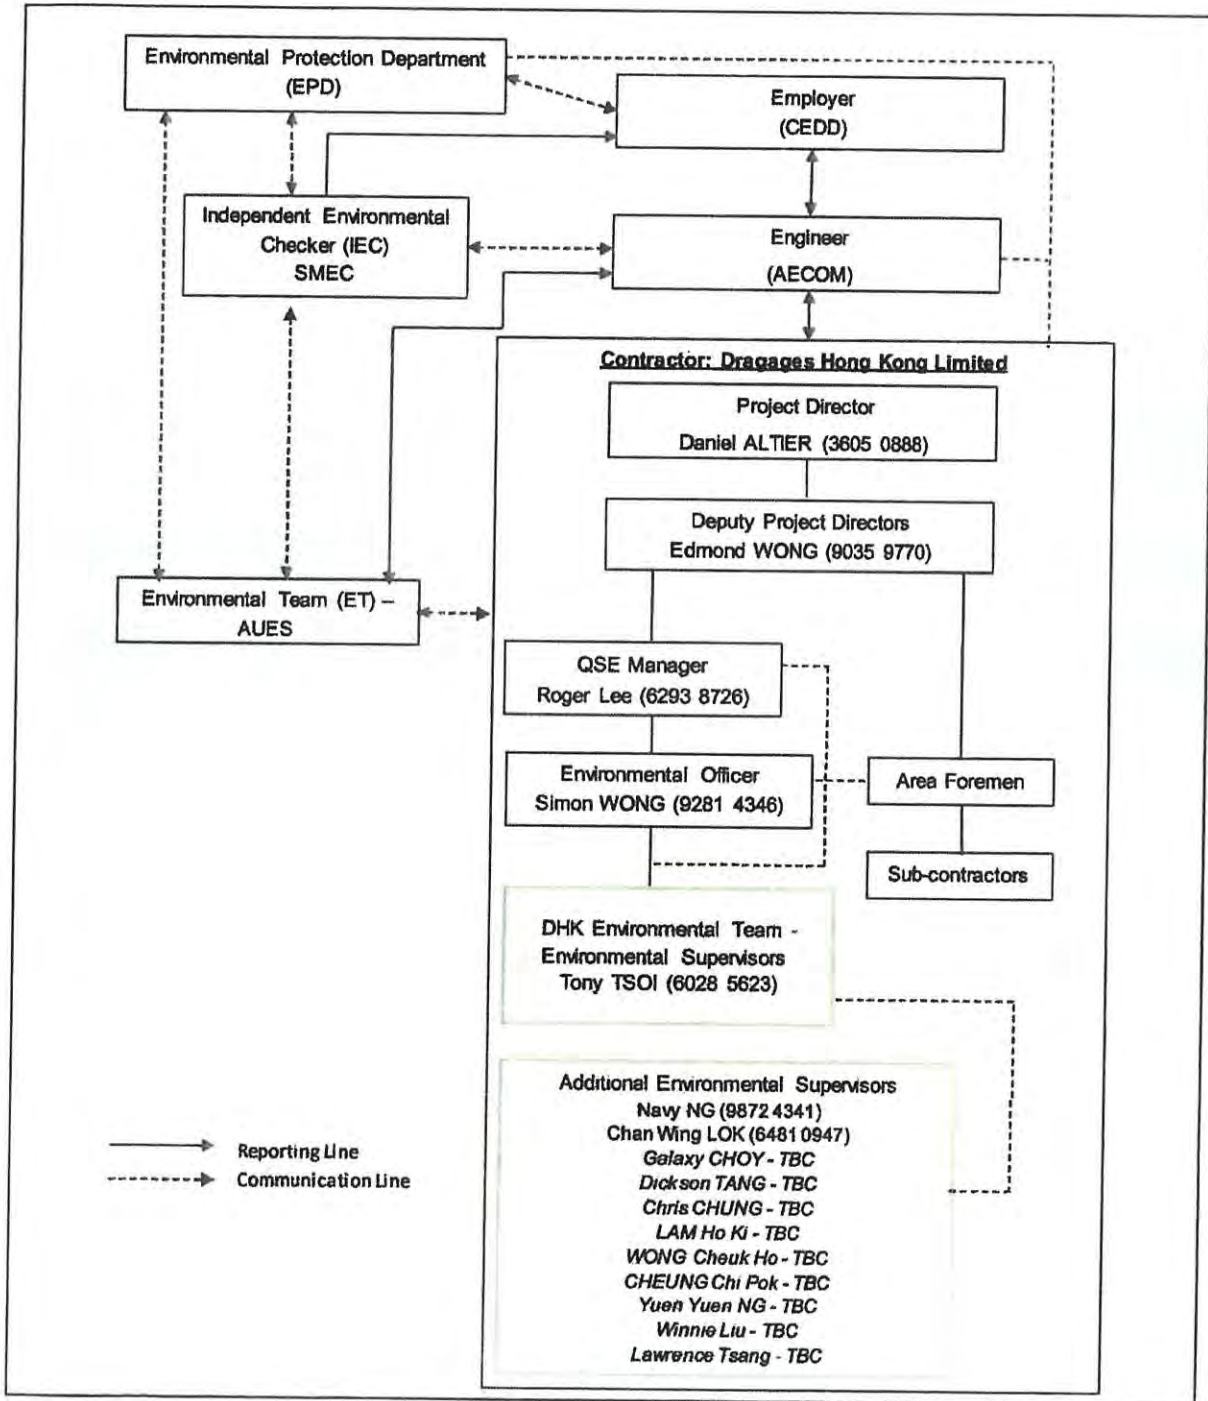 Environmental Protection Department
(EPD)
Employer
(CEDD)
Independent Environmental
Checker (IEC)
SMEC
Engineer
(AECOM)
Contractor: Dragages Hong Kong Limited
Project Director
Daniel ALTIER (3605 0888)
Deputy Project Directors
Edmond WONG (9035 9770)
Environmental Team (ET) –
AUES
QSE Manager
Roger Lee (6293 8726)
Environmental Officer
Simon WONG (9281 4346)
Area Foremen
Sub-contractors
DHK Environmental Team -
Environmental Supervisors
Tony TSOI (6028 5623)
Additional Environmental Supervisors
Navy NG (9872 4341)
Chan Wing LOK (6481 0947)
Galaxy CHOY - TBC
Dickson TANG - TBC
Chris CHUNG - TBC
LAM Ho Ki - TBC
WONG Cheuk Ho - TBC
CHEUNG Chi Pok - TBC
Yuen Yuen NG - TBC
Winnie Liu - TBC
Lawrence Tsang - TBC
Reporting Line
Communication Line